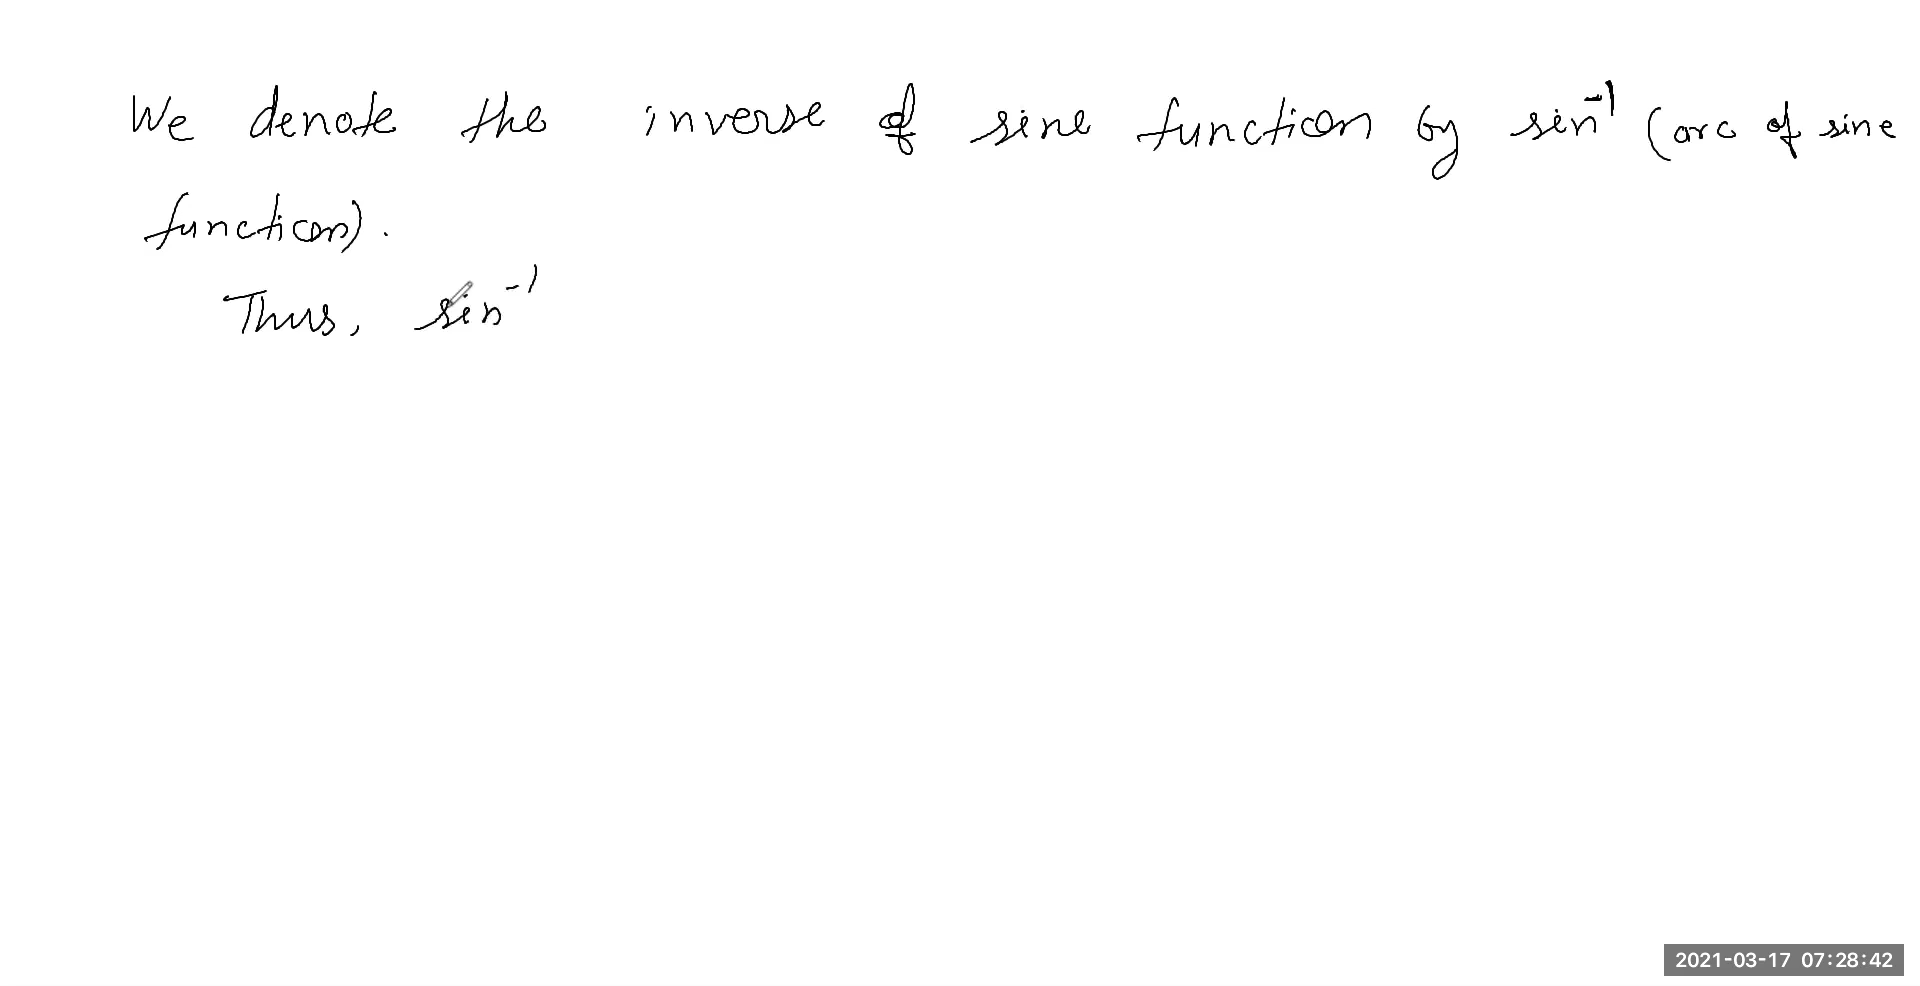 We denote the inverse of sine function by sin⁻¹ (arc of sine
function).
Thus, sin⁻¹
2021-03-17 07:28:42